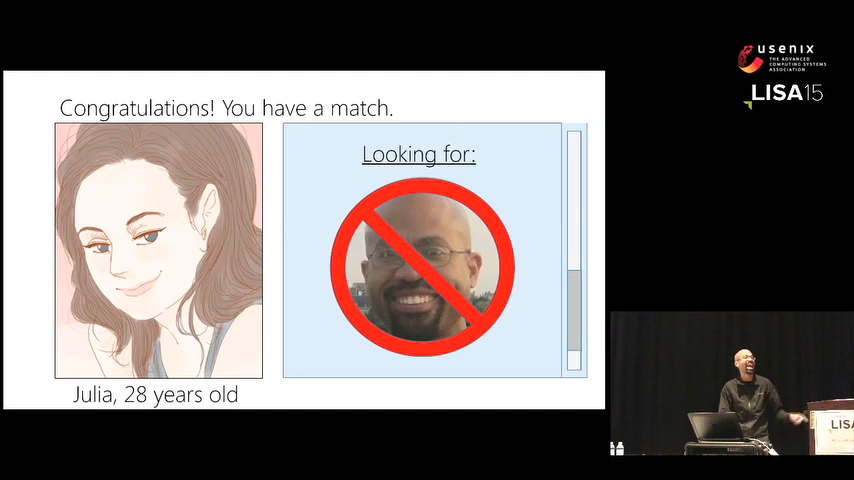 usenix
THE ADVANCED
COMPUTING SYSTEMS
ASSOCIATION
LISA15
Congratulations! You have a match.
Looking for:
Julia, 28 years old
LISA